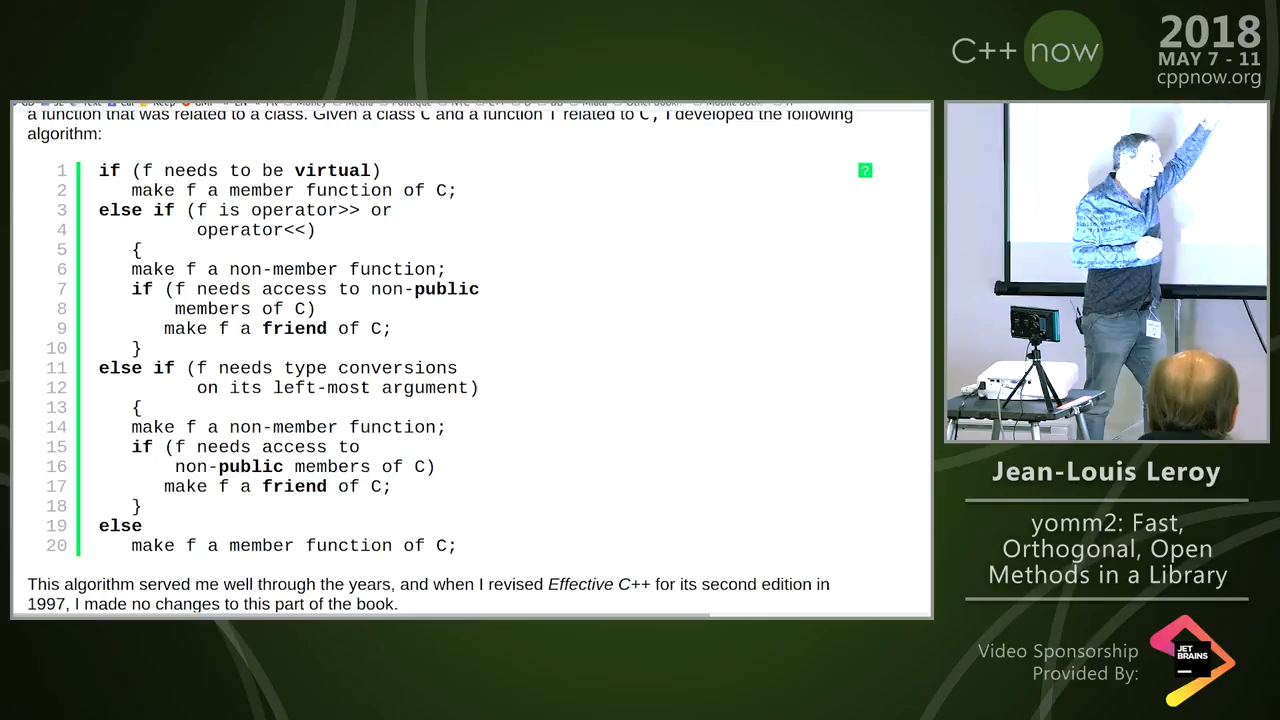 C++ now
2018
MAY 7 - 11
cppnow.org
a function that was related to a class. Given a class C and a function f related to C, I developed the following
algorithm:
1 if (f needs to be virtual)
2 make f a member function of C;
3 else if (f is operator>> or
4 operator<<)
5 {
6 make f a non-member function;
7 if (f needs access to non-public
8 members of C)
9 make f a friend of C;
10 }
11 else if (f needs type conversions
12 on its left-most argument)
13 {
14 make f a non-member function;
15 if (f needs access to
16 non-public members of C)
17 make f a friend of C;
18 }
19 else
20 make f a member function of C;
?
This algorithm served me well through the years, and when I revised Effective C++ for its second edition in
1997, I made no changes to this part of the book.
Jean-Louis Leroy
yomm2: Fast,
Orthogonal, Open
Methods in a Library
Video Sponsorship
Provided By:
JET
BRAINS